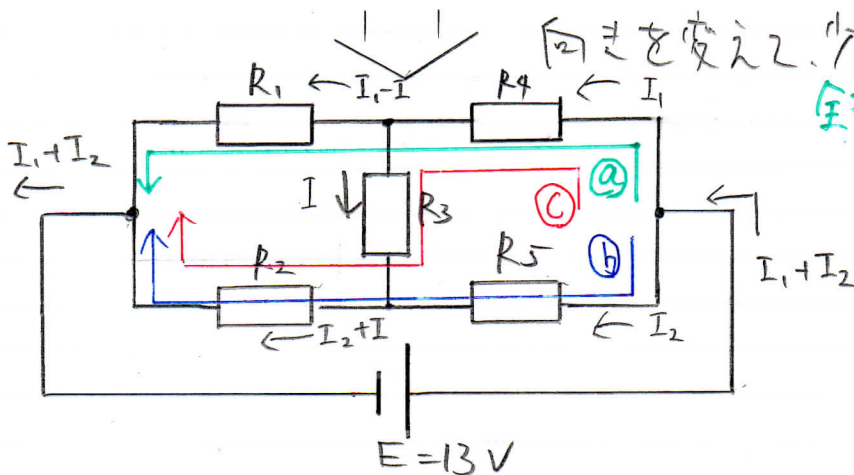 向きを変えて、
R₁ ← I₁-I R4 ← I₁
I₁+I₂
←
I ↓ R₃ ⓒ ⓐ
R₂ R5 ⓑ
← I₂+I ← I₂ I₁+I₂
E=13V